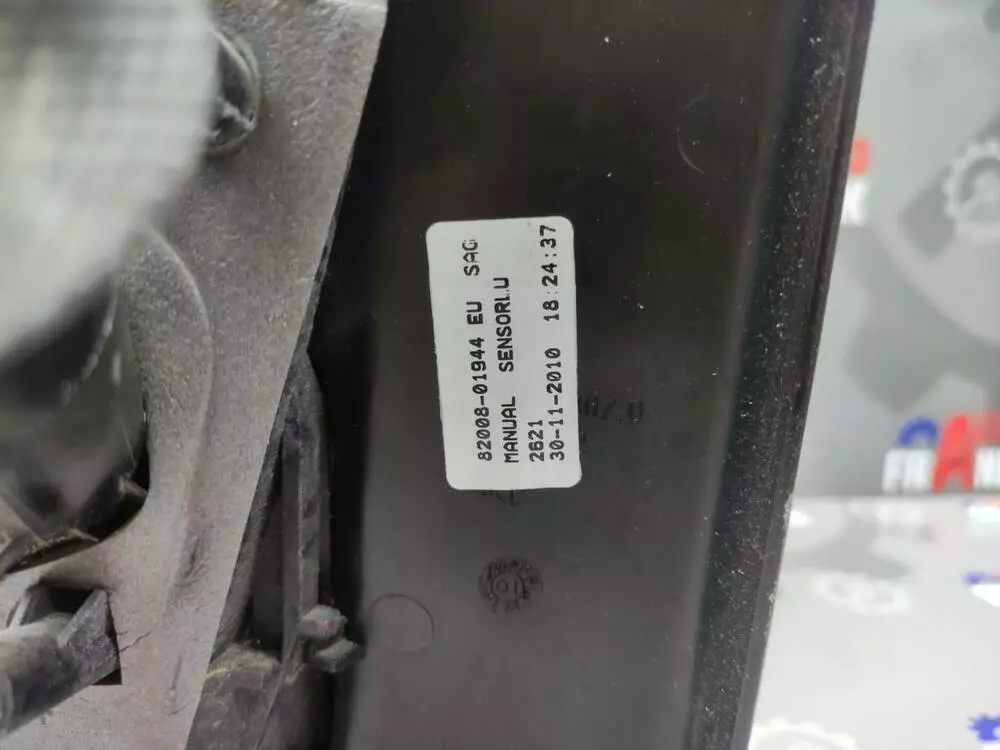 82008-01944 EU SAG
MANUAL SENSORLU
2621
30-11-2010 18:24:37